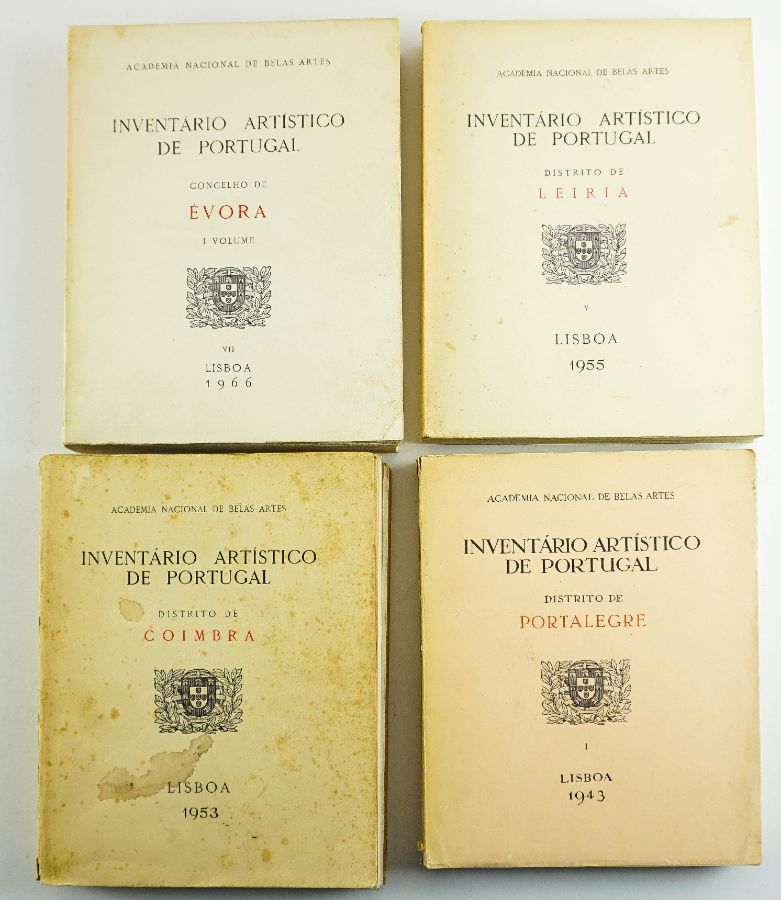 ACADEMIA NACIONAL DE BELAS ARTES
INVENTÁRIO ARTÍSTICO
DE PORTUGAL
CONCELHO DE
ÉVORA
I VOLUME
VII
LISBOA
1966
ACADEMIA NACIONAL DE BELAS ARTES
INVENTÁRIO ARTÍSTICO
DE PORTUGAL
DISTRITO DE
LEIRIA
V
LISBOA
1955
ACADEMIA NACIONAL DE BELAS ARTES
INVENTÁRIO ARTÍSTICO
DE PORTUGAL
DISTRITO DE
COIMBRA
LISBOA
1953
ACADEMIA NACIONAL DE BELAS ARTES
INVENTÁRIO ARTÍSTICO
DE PORTUGAL
DISTRITO DE
PORTALEGRE
I
LISBOA
1943